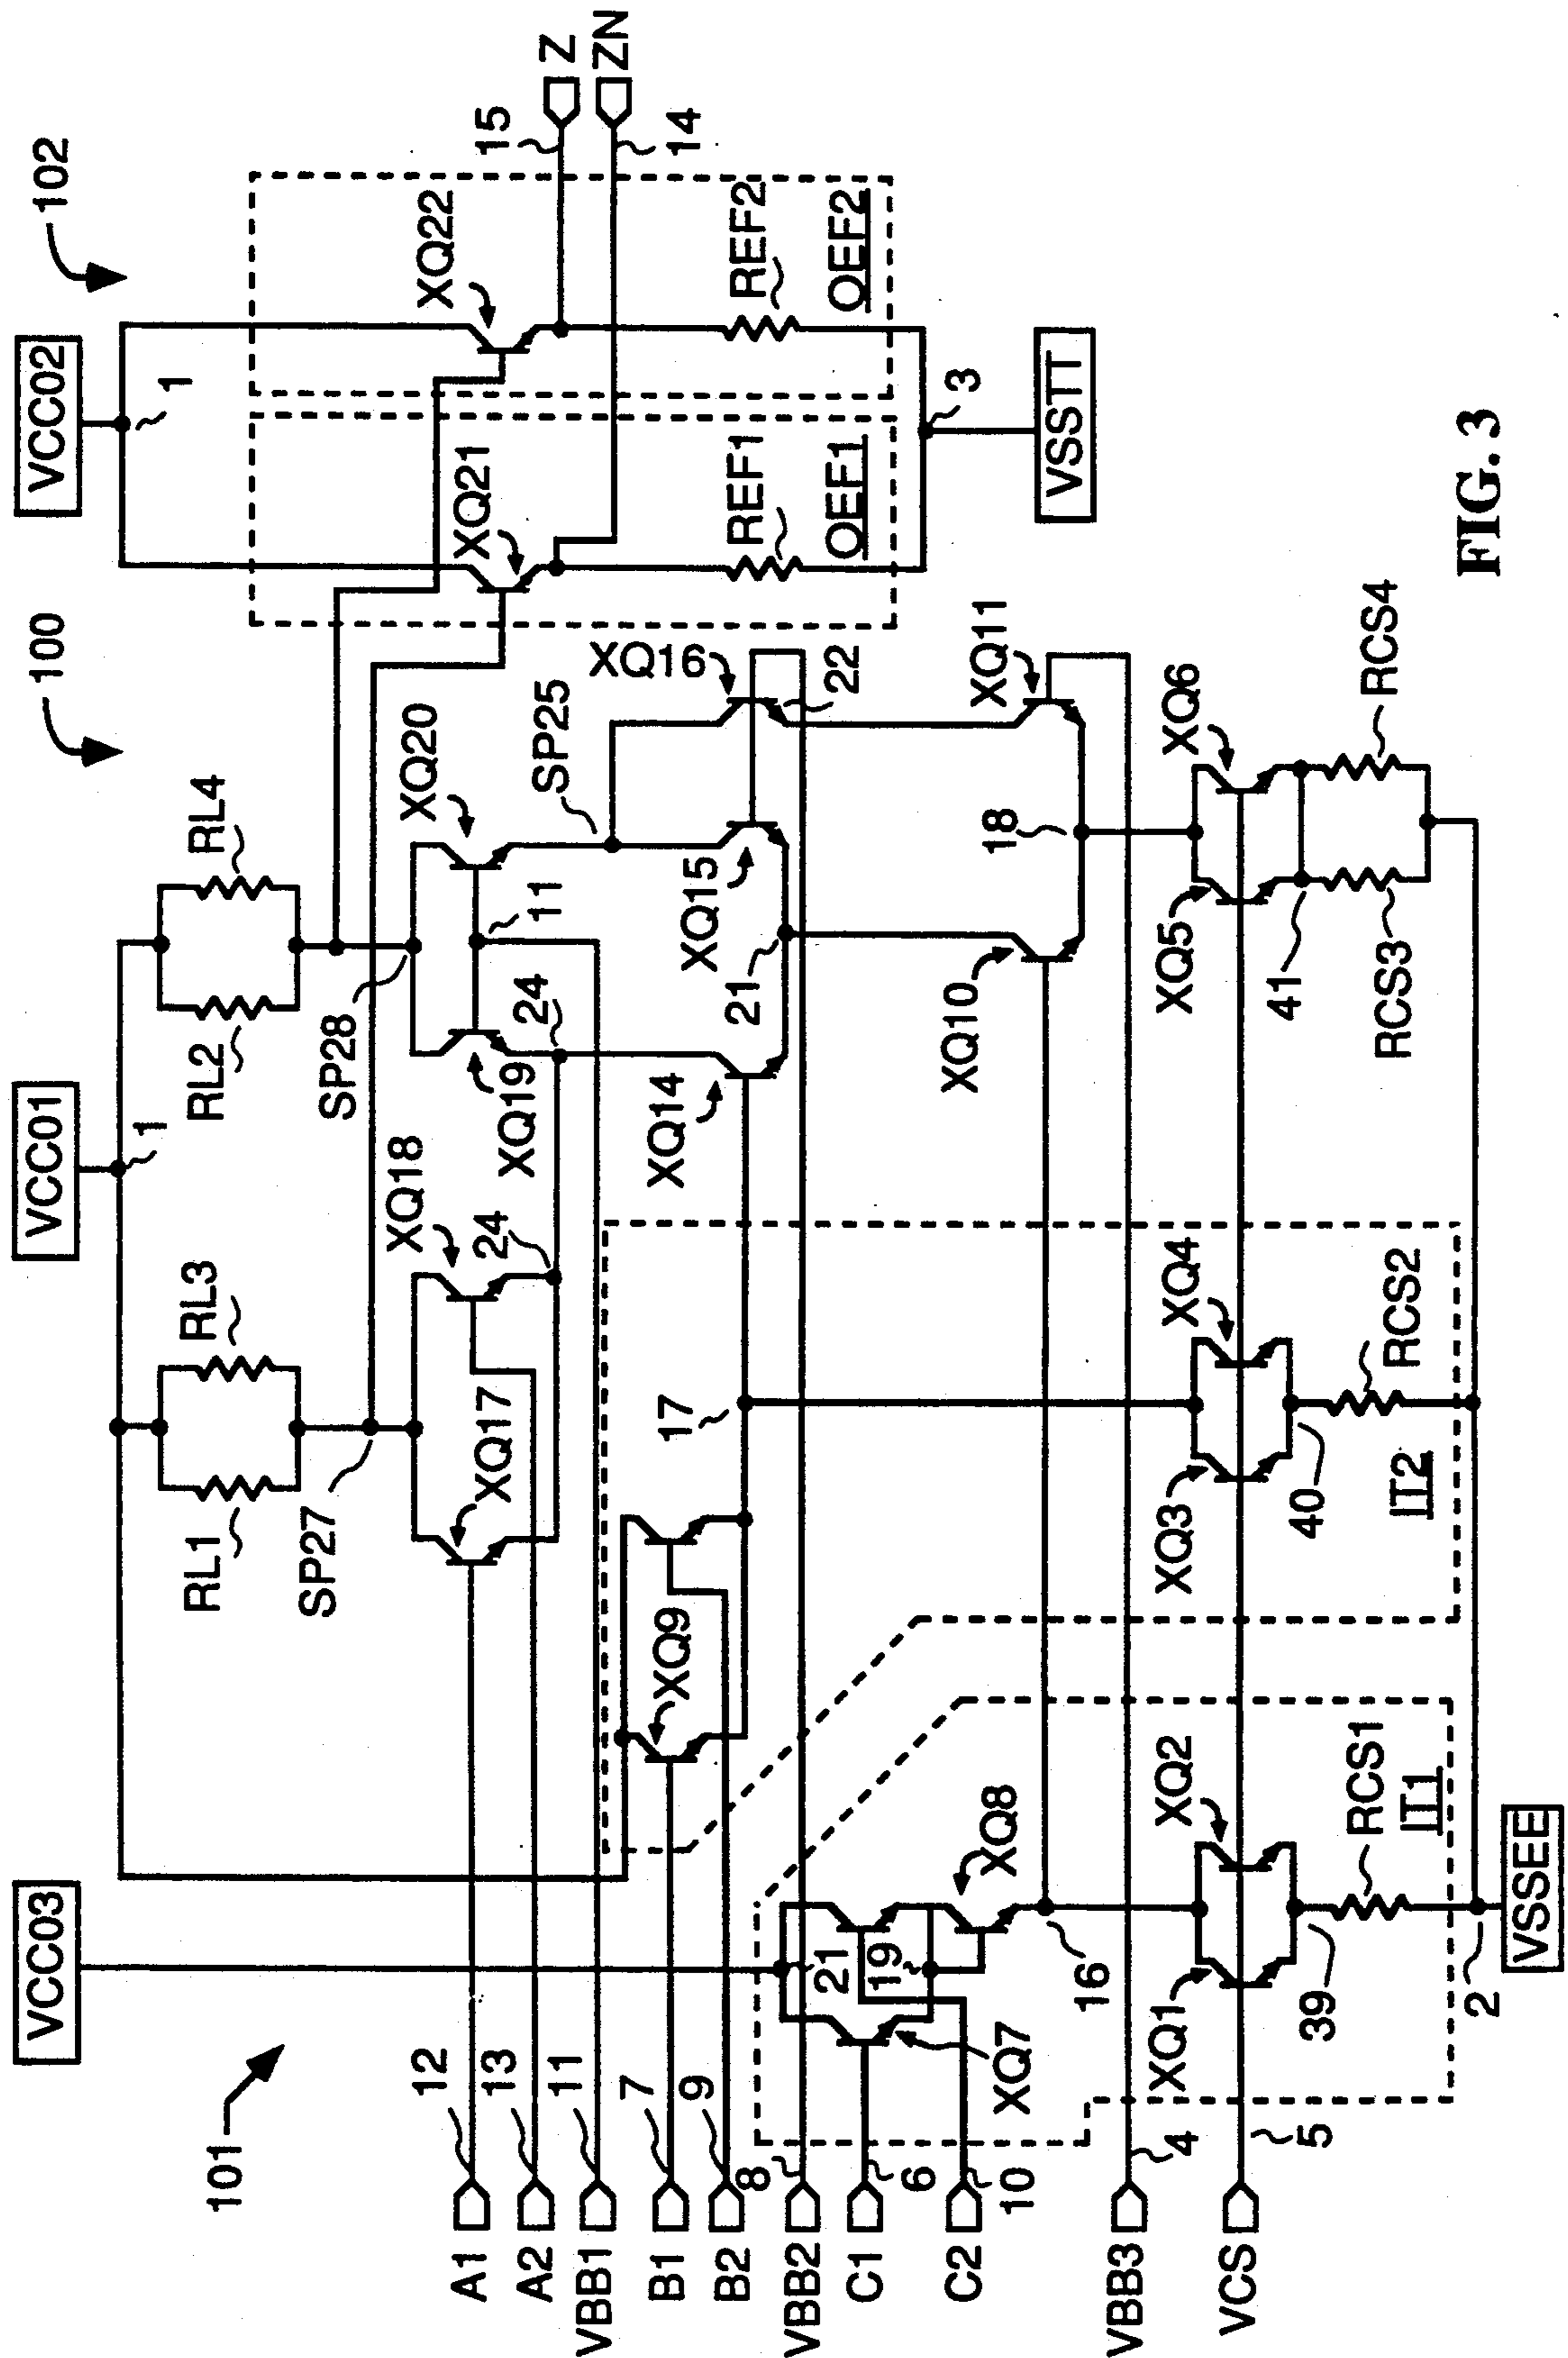 101
100
102
VCC03
VCC01
VCC02
1
1
RL1
RL3
RL2
RL4
SP27
SP28
12
A1
13
A2
11
VBB1
7
B1
9
B2
8
VBB2
6
C1
10
C2
4
VBB3
5
VCS
XQ17
XQ18
24
XQ19
24
11
XQ20
SP25
XQ21
XQ22
15
Z
14
ZN
XQ9
17
XQ14
XQ15
21
XQ16
22
REF1
REF2
OEF1
OEF2
3
VSSTT
21
19
XQ7
XQ8
16
XQ10
18
XQ11
XQ1
XQ2
XQ3
XQ4
XQ5
XQ6
39
RCS1
IT1
40
RCS2
IT2
41
RCS3
RCS4
2
VSSEE
FIG. 3